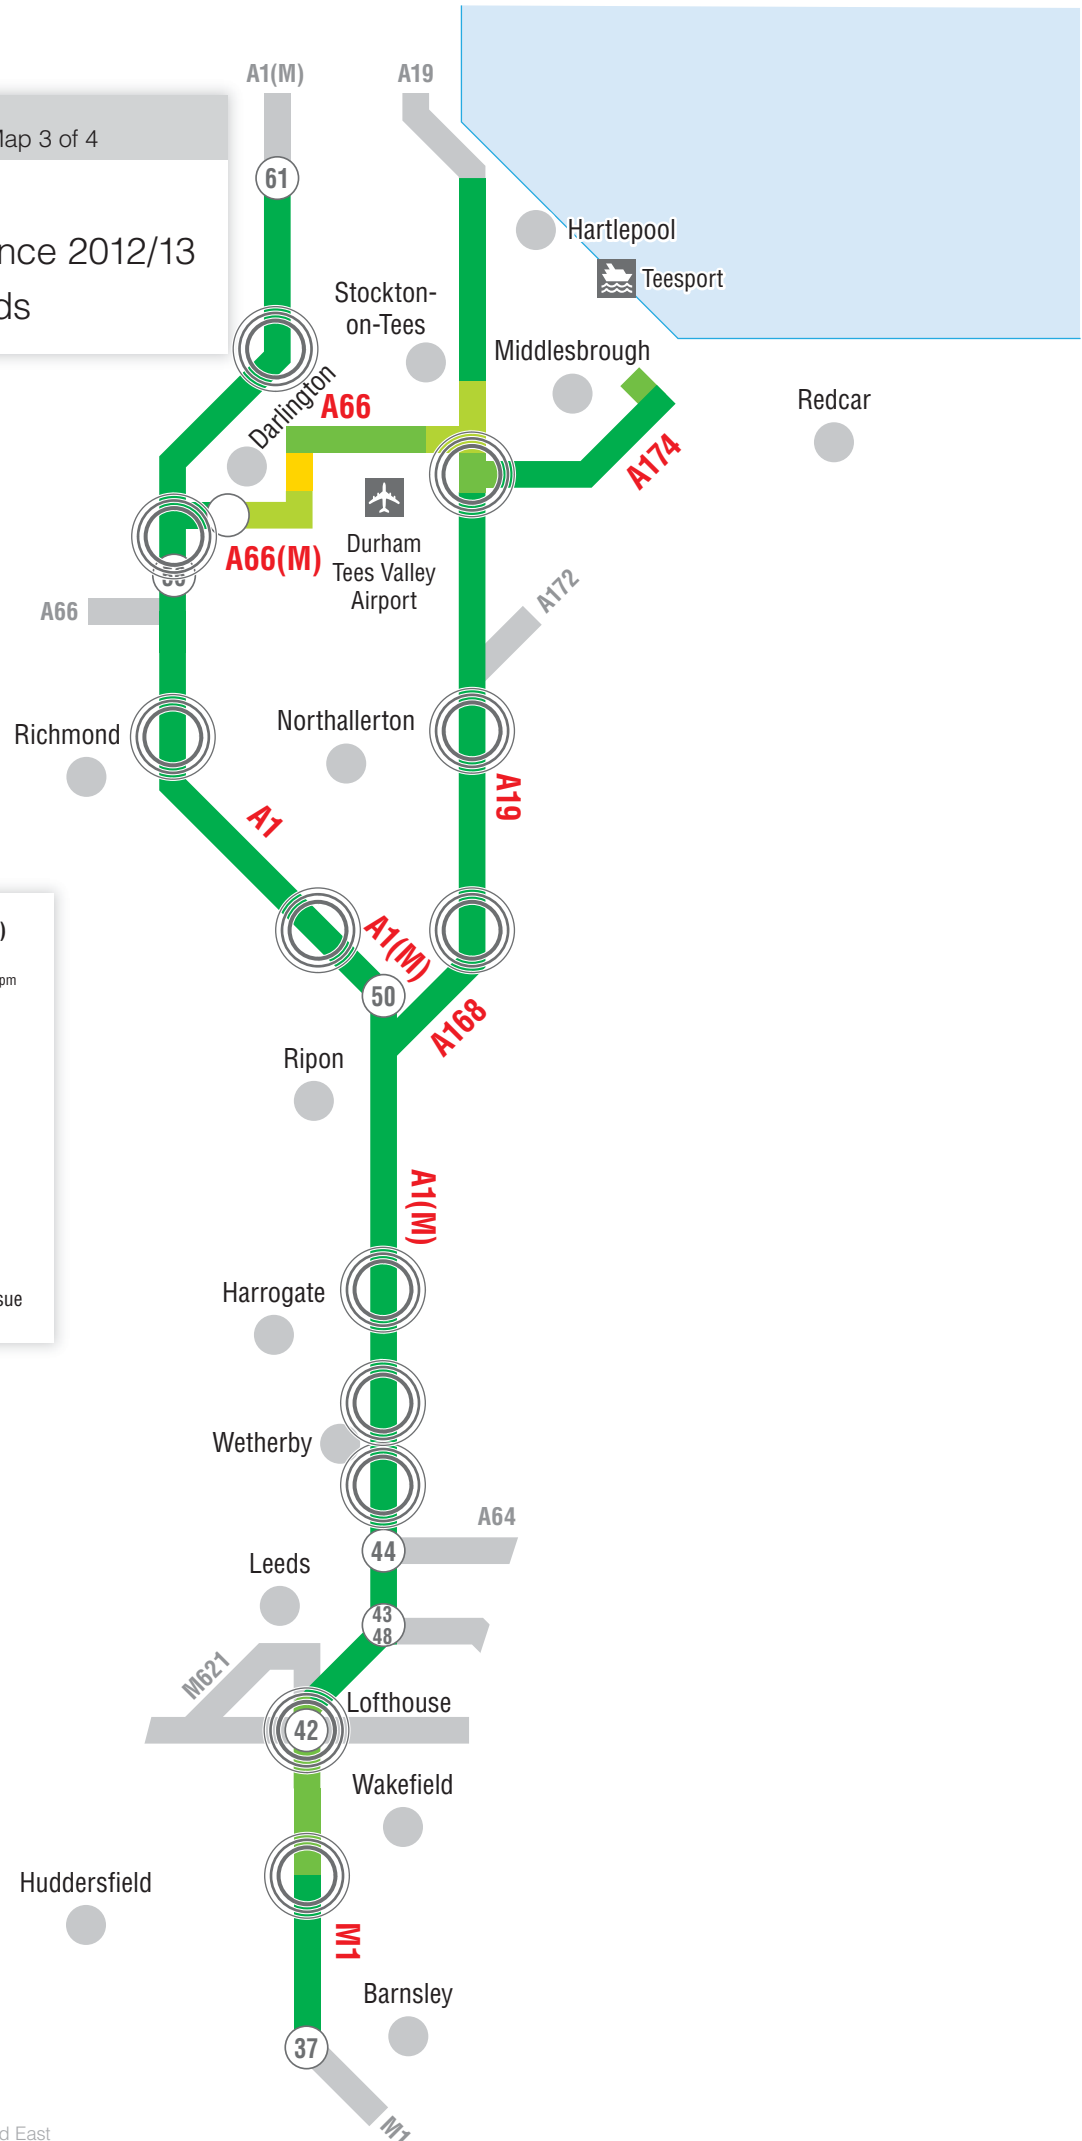 A1(M)
A19
Map 3 of 4
61
nce 2012/13
ds
Hartlepool
Teesport
Stockton-
on-Tees
Middlesbrough
Darlington
A66
Redcar
A174
A66(M)
Durham
Tees Valley
Airport
A66
A172
Richmond
Northallerton
A19
A1
)
pm
A1(M)
50
A168
Ripon
A1(M)
Harrogate
sue
Wetherby
A64
44
Leeds
43
48
M621
Lofthouse
42
Wakefield
Huddersfield
M1
Barnsley
37
M1
d East